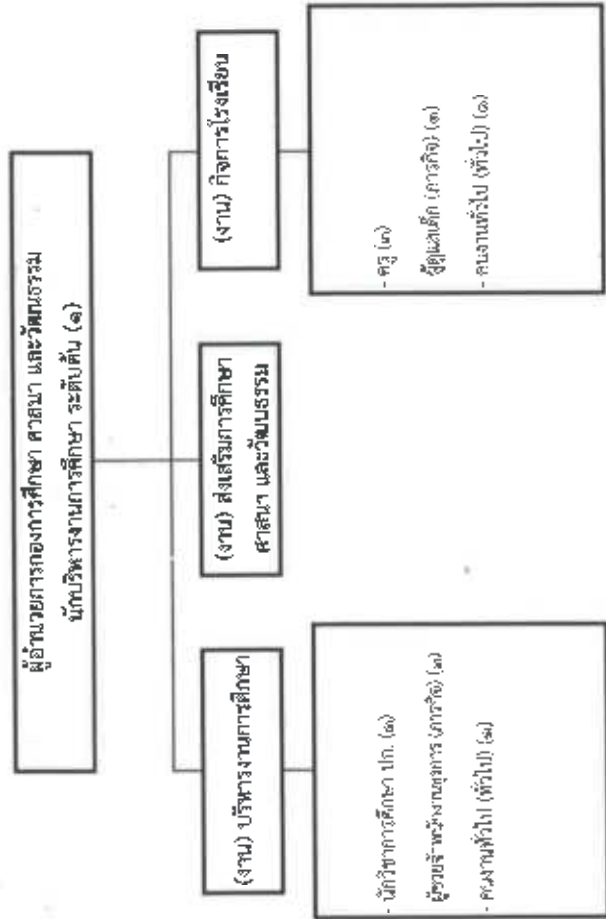 ผู้อำนวยการกองการศึกษา ศาสนา และวัฒนธรรม
นักบริหารงานการศึกษา ระดับต้น (๑)
(งาน) บริหารงานการศึกษา
(งาน) ส่งเสริมการศึกษา
ศาสนา และวัฒนธรรม
(งาน) กิจการโรงเรียน
- นักวิชาการศึกษา ปก. (๑)
ผู้ช่วยเจ้าพนักงานธุรการ (ภารกิจ)
- คนงานทั่วไป (ทั่วไป) (๑)
- ครู
ผู้ดูแลเด็ก (ภารกิจ)
- คนงานทั่วไป (ทั่วไป) (๑)